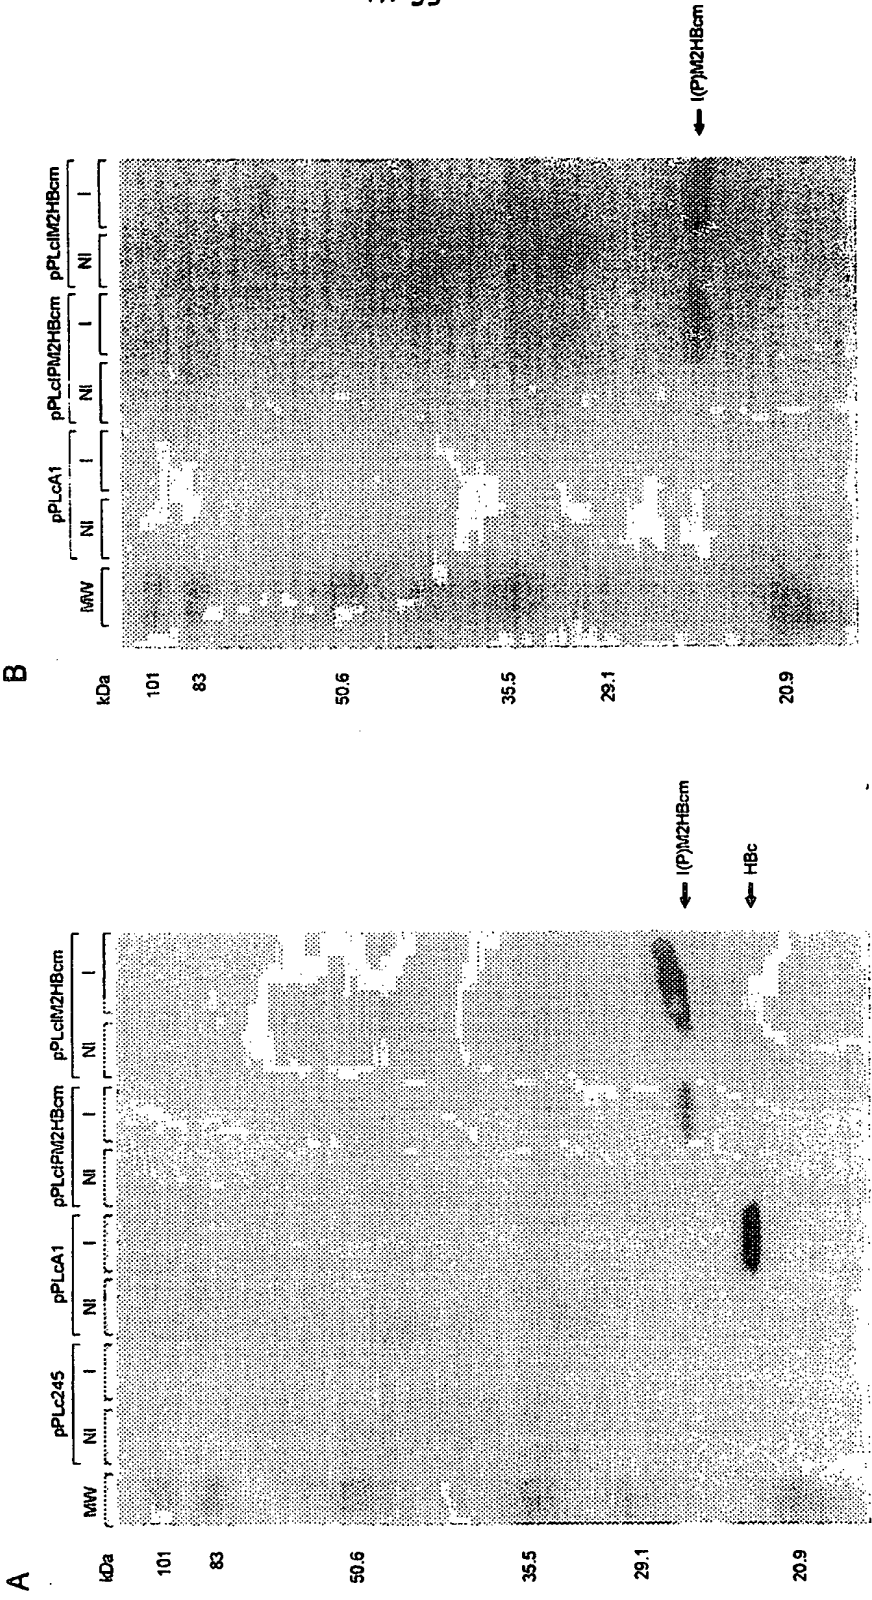 A
kDa
101
83
50.6
35.5
29.1
20.9
pPLc245 pPLcA1 pPLcIPM2HBcm pPLcIM2HBcm
MW NI I NI I NI I NI I
I(P)M2HBcm
HBc
B
kDa
101
83
50.6
35.5
29.1
20.9
pPLcA1 pPLcIPM2HBcm pPLcIM2HBcm
MW NI I NI I NI I
I(P)M2HBcm